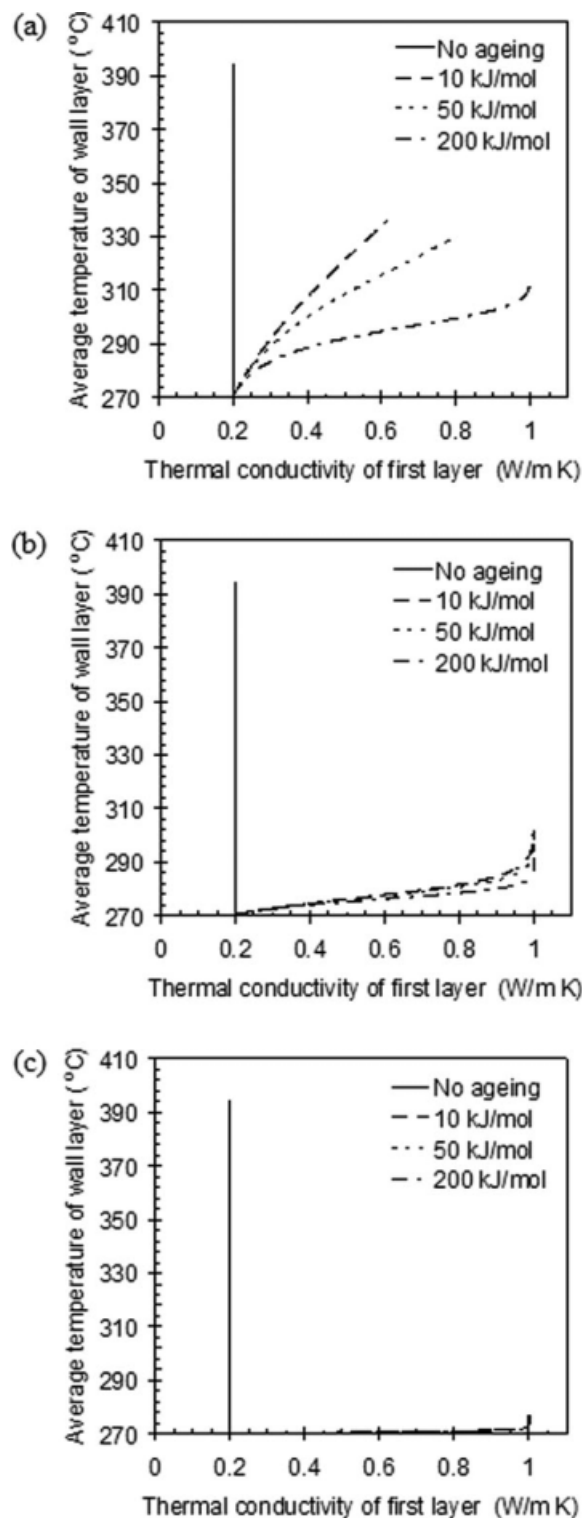 (a)
410
390
370
350
330
310
290
270
Average temperature of wall layer (°C)
No ageing
10 kJ/mol
50 kJ/mol
200 kJ/mol
0 0.2 0.4 0.6 0.8 1
Thermal conductivity of first layer (W/m K)
(b)
410
390
370
350
330
310
290
270
Average temperature of wall layer (°C)
No ageing
10 kJ/mol
50 kJ/mol
200 kJ/mol
0 0.2 0.4 0.6 0.8 1
Thermal conductivity of first layer (W/m K)
(c)
410
390
370
350
330
310
290
270
Average temperature of wall layer (°C)
No ageing
10 kJ/mol
50 kJ/mol
200 kJ/mol
0 0.2 0.4 0.6 0.8 1
Thermal conductivity of first layer (W/m K)